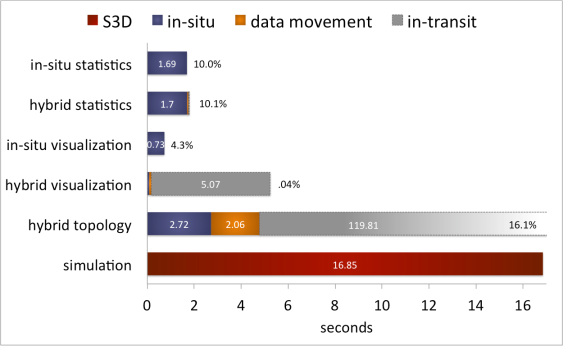 S3D in-situ data movement in-transit
in-situ statistics 1.69 10.0%
hybrid statistics 1.7 10.1%
in-situ visualization 0.73 4.3%
hybrid visualization 5.07 .04%
hybrid topology 2.72 2.06 119.81 16.1%
simulation 16.85
0 2 4 6 8 10 12 14 16
seconds